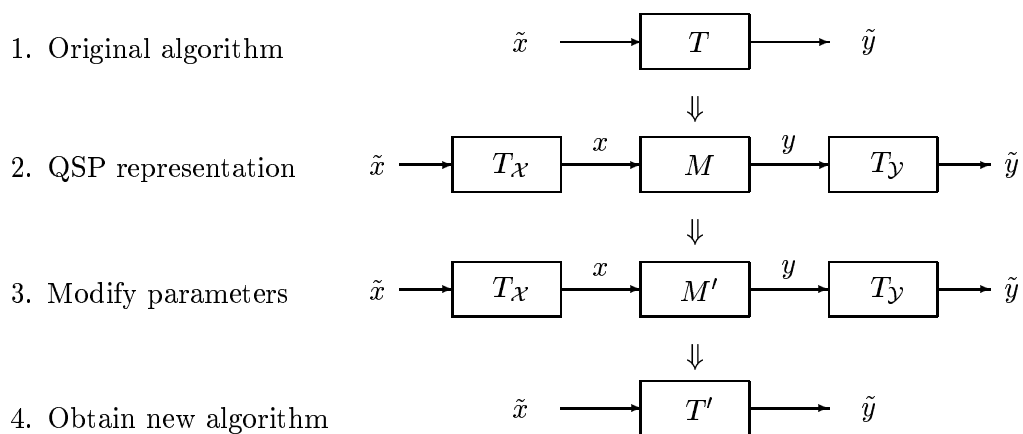 1. Original algorithm x̃ T ỹ
⇓
2. QSP representation x̃ T𝒳 x M y T𝒴 ỹ
⇓
3. Modify parameters x̃ T𝒳 x M′ y T𝒴 ỹ
⇓
4. Obtain new algorithm x̃ T′ ỹ